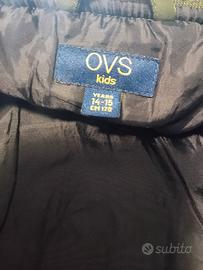 OVS
kids
YEARS
14-15
CM 170
subito